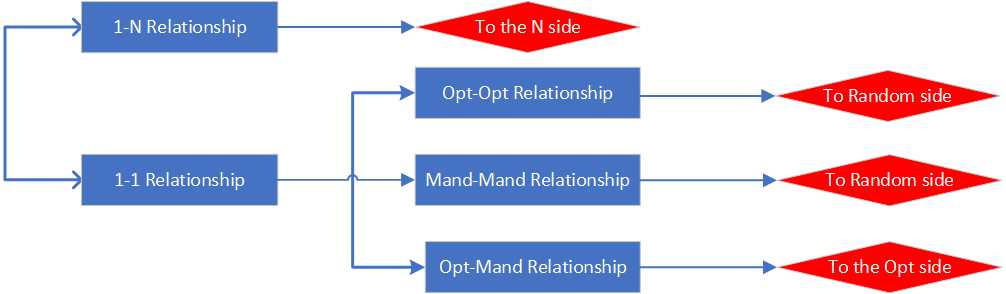 1-N Relationship
To the N side
Opt-Opt Relationship
To Random side
1-1 Relationship
Mand-Mand Relationship
To Random side
Opt-Mand Relationship
To the Opt side